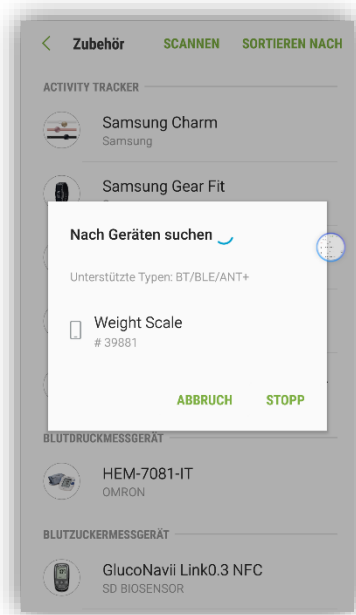 Zubehör SCANNEN SORTIEREN NACH
ACTIVITY TRACKER
Samsung Charm
Samsung
Samsung Gear Fit
Nach Geräten suchen
Unterstützte Typen: BT/BLE/ANT+
Weight Scale
# 39881
ABBRUCH STOPP
BLUTDRUCKMESSGERÄT
HEM-7081-IT
OMRON
BLUTZUCKERMESSGERÄT
GlucoNavii Link0.3 NFC
SD BIOSENSOR